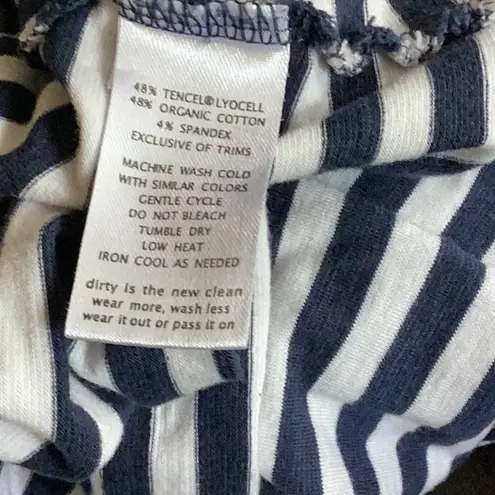 48% TENCEL®LYOCELL
48% ORGANIC COTTON
4% SPANDEX
EXCLUSIVE OF TRIMS
MACHINE WASH COLD
WITH SIMILAR COLORS
GENTLE CYCLE
DO NOT BLEACH
TUMBLE DRY
LOW HEAT
IRON COOL AS NEEDED
dirty is the new clean
wear more, wash less
wear it out or pass it on